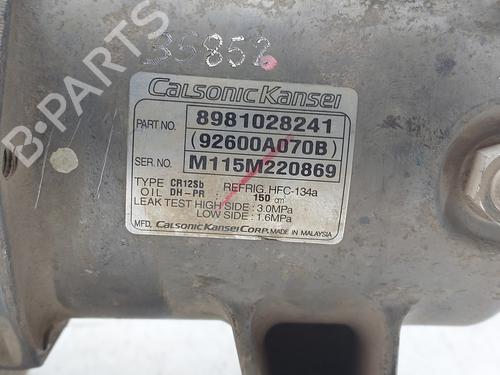 35852
CalsonicKansei
PART NO. 8981028241
(92600A070B)
SER NO. M115M220869
TYPE CR12Sb REFRIG. HFC-134a
OIL DH-PR : 150 cm³
LEAK TEST HIGH SIDE : 3.0MPa
LOW SIDE : 1.6MPa
MFD. CalsonicKansei CORP. MADE IN MALAYSIA
B-PARTS